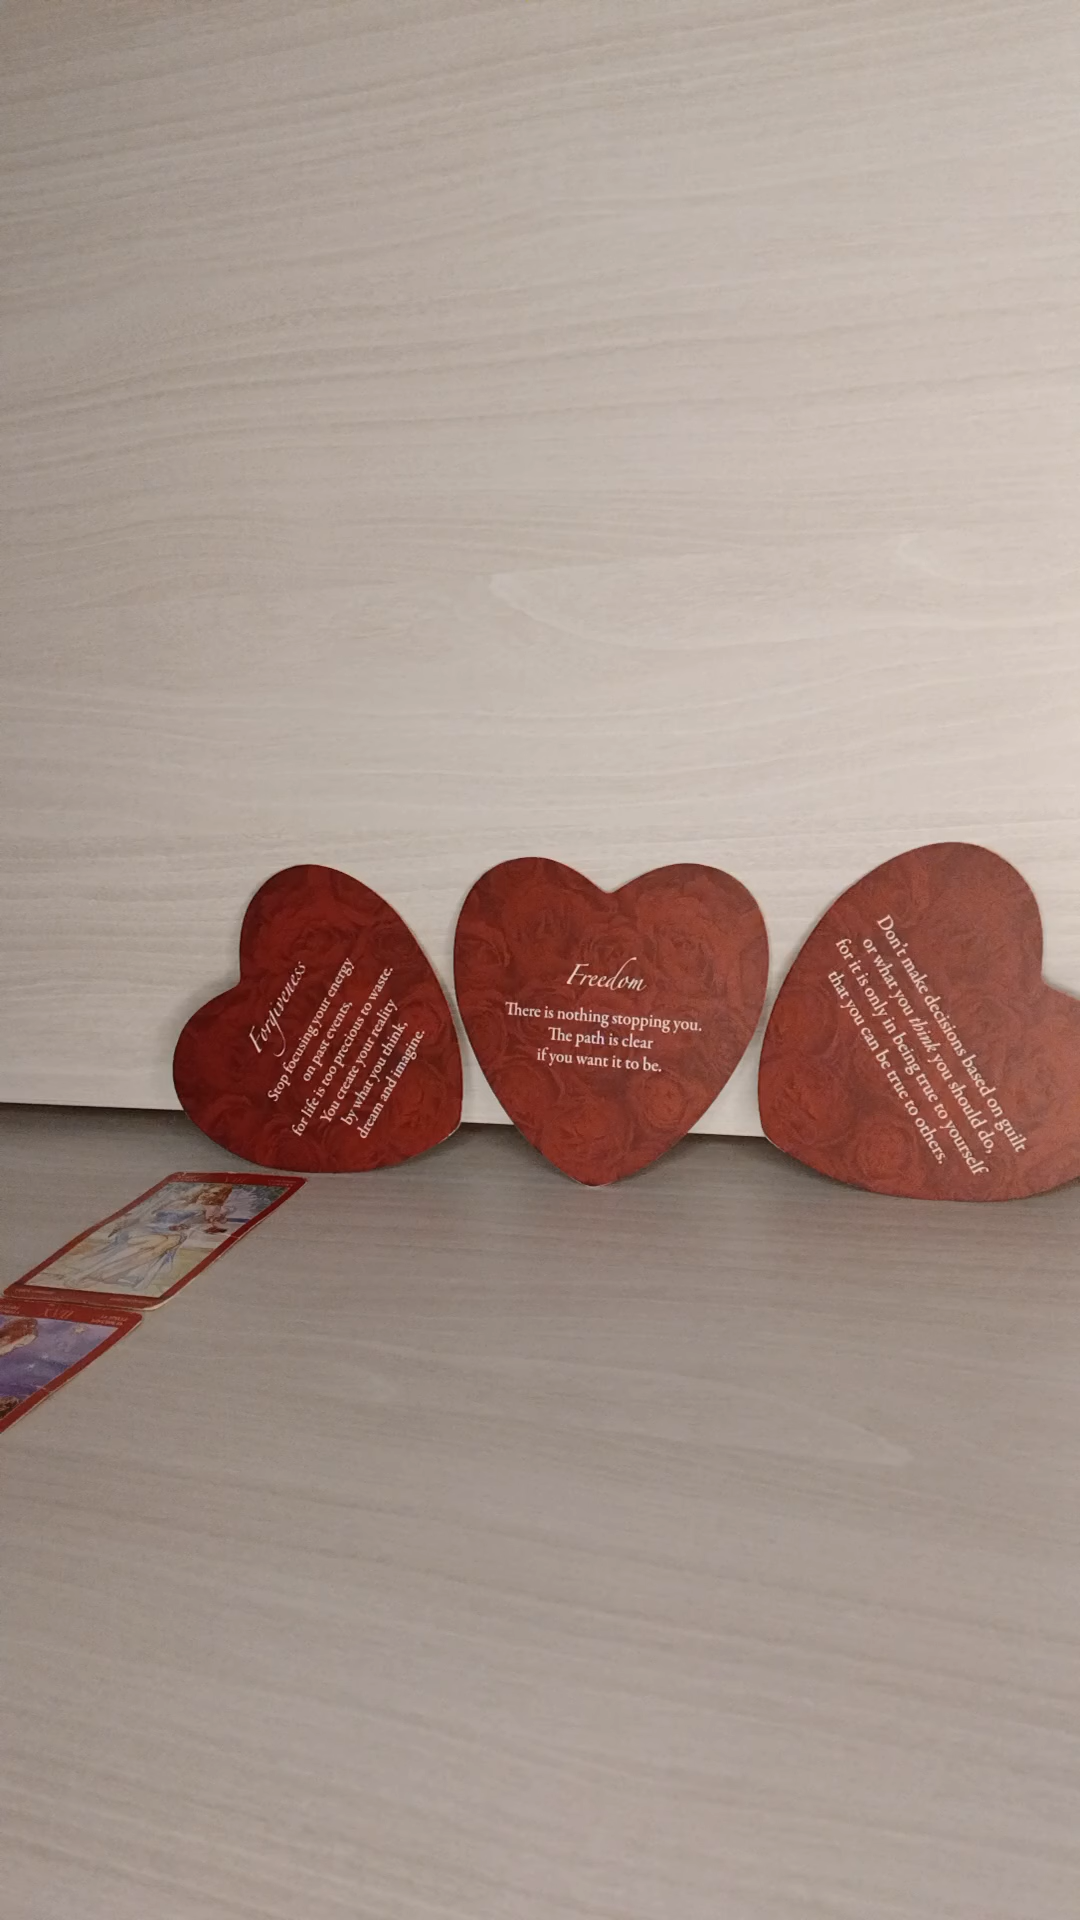 Forgiveness
Stop focusing your energy
on past events,
for life is too precious to waste.
You create your reality
by what you think,
dream and imagine.
Freedom
There is nothing stopping you.
The path is clear
if you want it to be.
Don't make decisions based on guilt
or what you think you should do,
for it is only in being true to yourself
that you can be true to others.
XVII